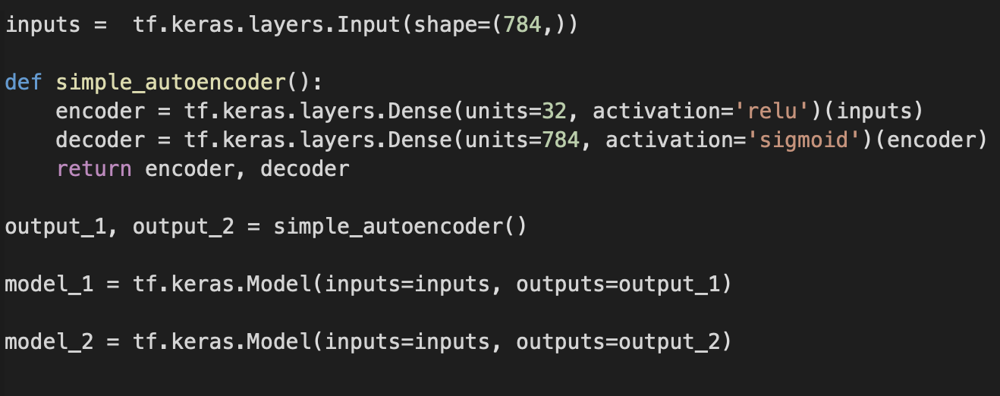 inputs =  tf.keras.layers.Input(shape=(784,))
def simple_autoencoder():
    encoder = tf.keras.layers.Dense(units=32, activation='relu')(inputs)
    decoder = tf.keras.layers.Dense(units=784, activation='sigmoid')(encoder)
    return encoder, decoder
output_1, output_2 = simple_autoencoder()
model_1 = tf.keras.Model(inputs=inputs, outputs=output_1)
model_2 = tf.keras.Model(inputs=inputs, outputs=output_2)